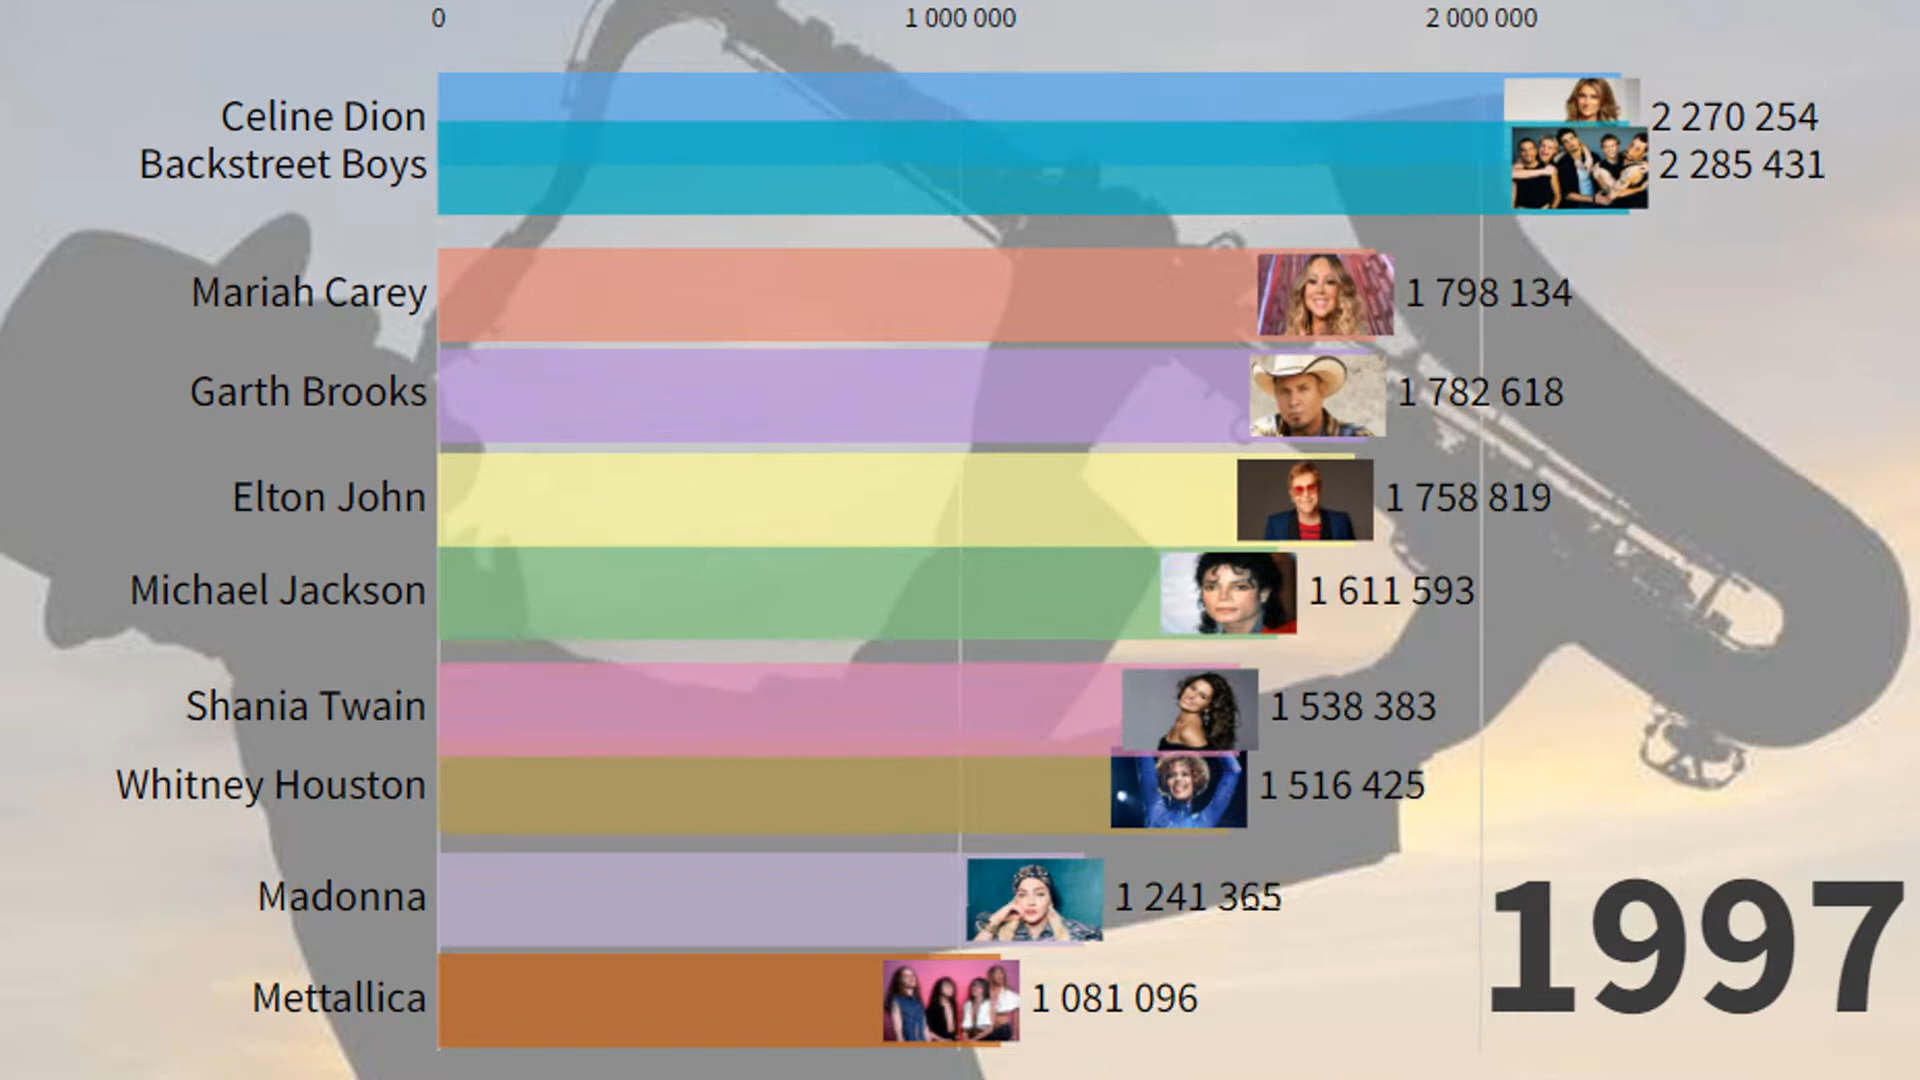 0 1 000 000 2 000 000
Celine Dion 2 270 254
Backstreet Boys 2 285 431
Mariah Carey 1 798 134
Garth Brooks 1 782 618
Elton John 1 758 819
Michael Jackson 1 611 593
Shania Twain 1 538 383
Whitney Houston 1 516 425
Madonna 1 241 365
Mettallica 1 081 096
1997